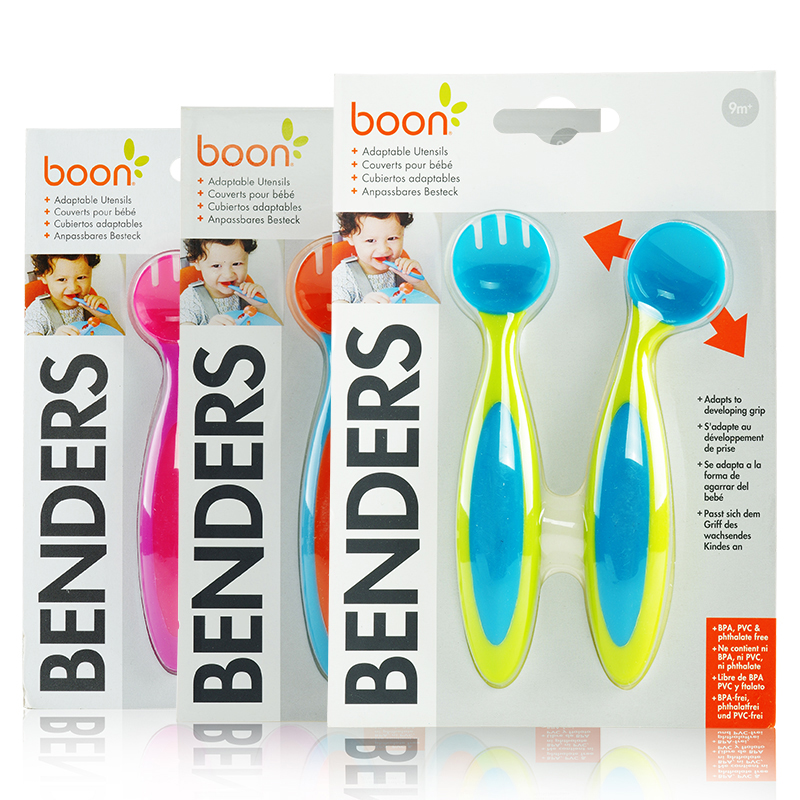 boon
+ Adaptable Utensils
+ Couverts pour bébé
+ Cubiertos adaptables
+ Anpassbares Besteck
BENDERS
boon
+ Adaptable Utensils
+ Couverts pour bébé
+ Cubiertos adaptables
+ Anpassbares Besteck
BENDERS
boon
+ Adaptable Utensils
+ Couverts pour bébé
+ Cubiertos adaptables
+ Anpassbares Besteck
9m+
BENDERS
+ Adapts to
developing grip
+ S'adapte au
développement
de prise
+ Se adapta a la
forma de
agarrar del
bebé
+ Passt sich dem
Griff des
wachsenden
Kindes an
+ BPA, PVC &
phthalate free
+ Ne contient ni
BPA, ni PVC,
ni phthalate
+ Libre de BPA
PVC y ftalato
+ BPA-frei,
phthalatfrei
und PVC-frei